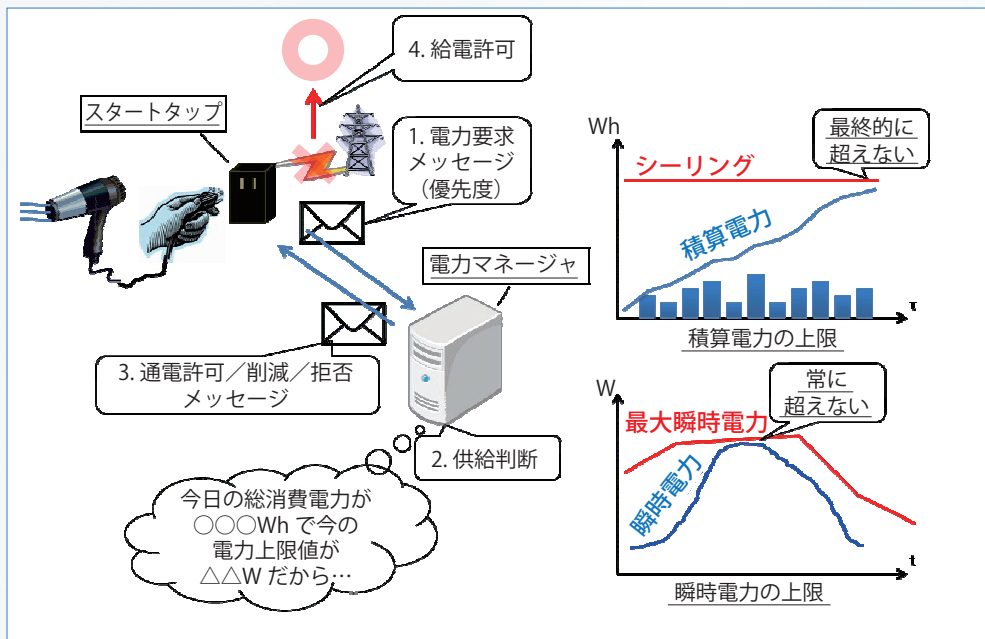 4. 給電許可
スタートタップ
1. 電力要求
メッセージ
（優先度）
電力マネージャ
3. 通電許可／削減／拒否
メッセージ
2. 供給判断
今日の総消費電力が
○○○Wh で今の
電力上限値が
△△W だから…
Wh
最終的に
超えない
シーリング
積算電力
t
積算電力の上限
W
常に
超えない
最大瞬時電力
瞬時電力
t
瞬時電力の上限